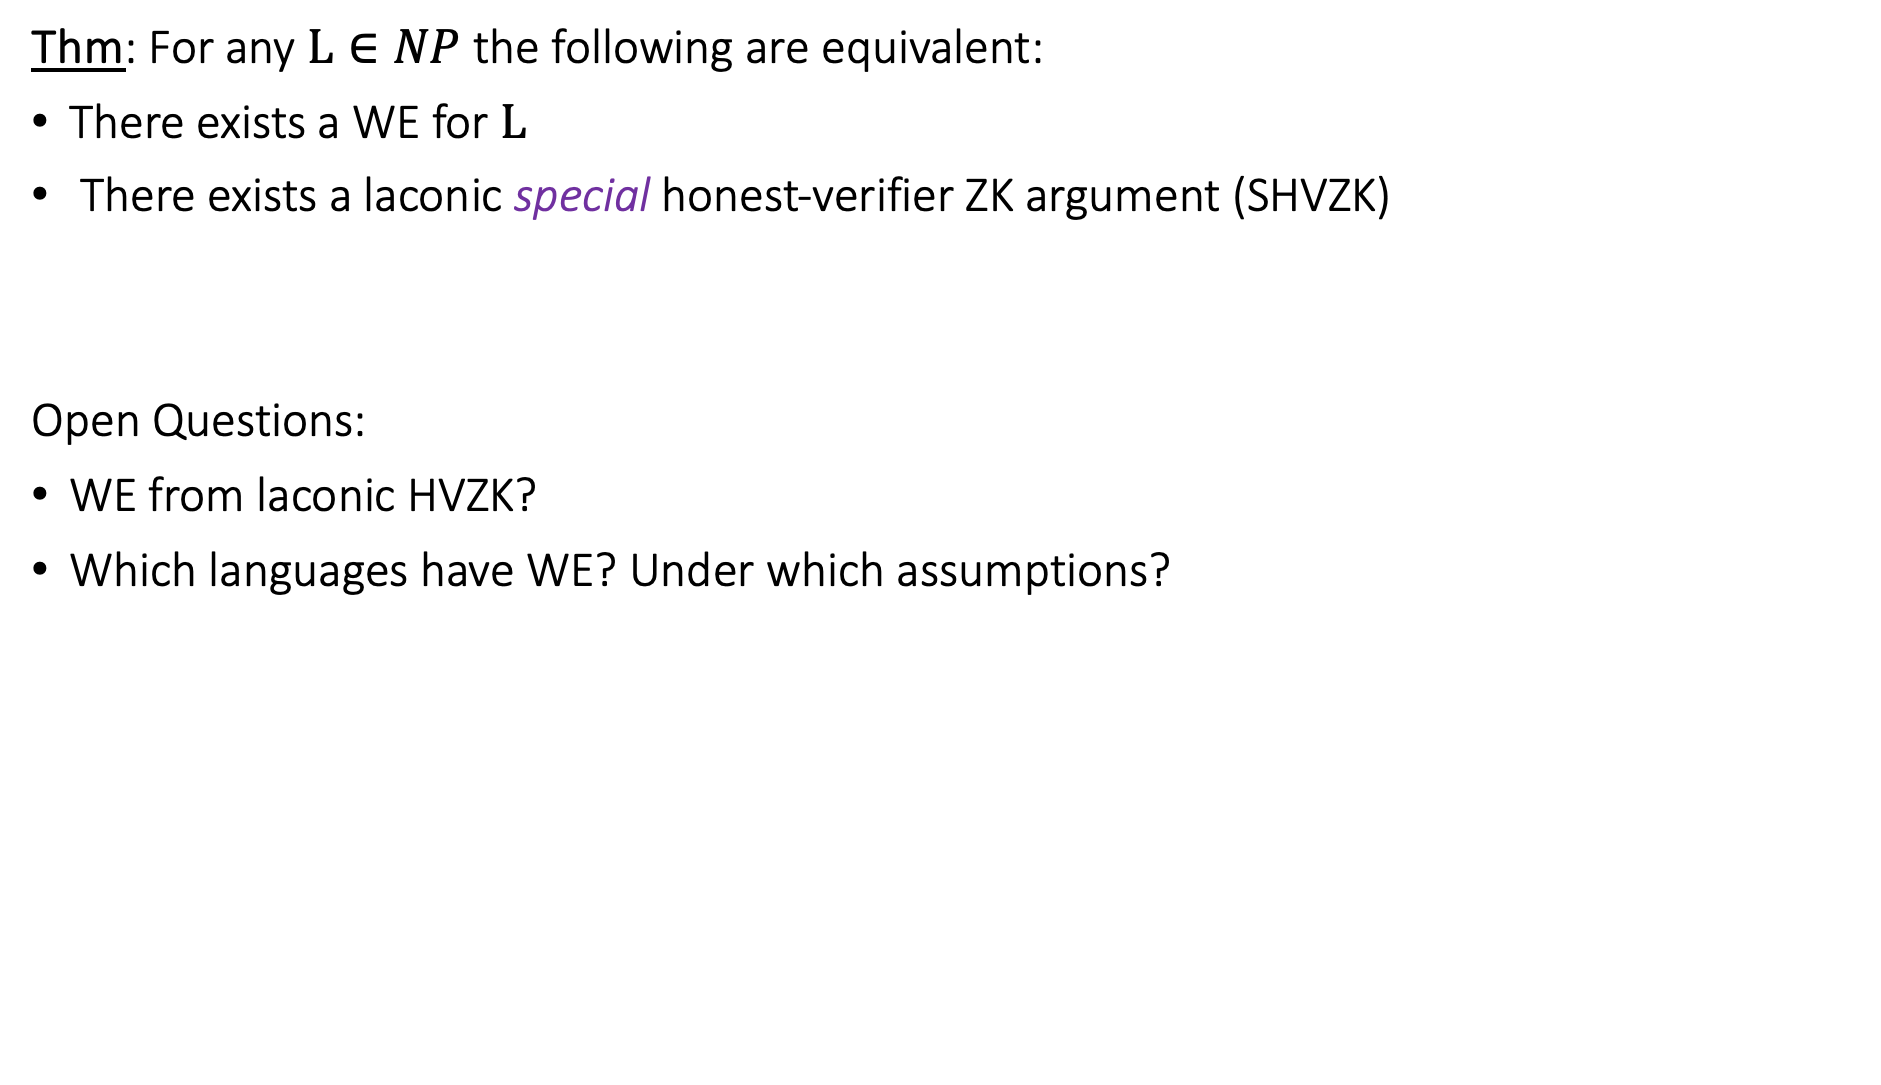 Thm: For any L ∈ NP the following are equivalent:
• There exists a WE for L
• There exists a laconic special honest-verifier ZK argument (SHVZK)
Open Questions:
• WE from laconic HVZK?
• Which languages have WE? Under which assumptions?